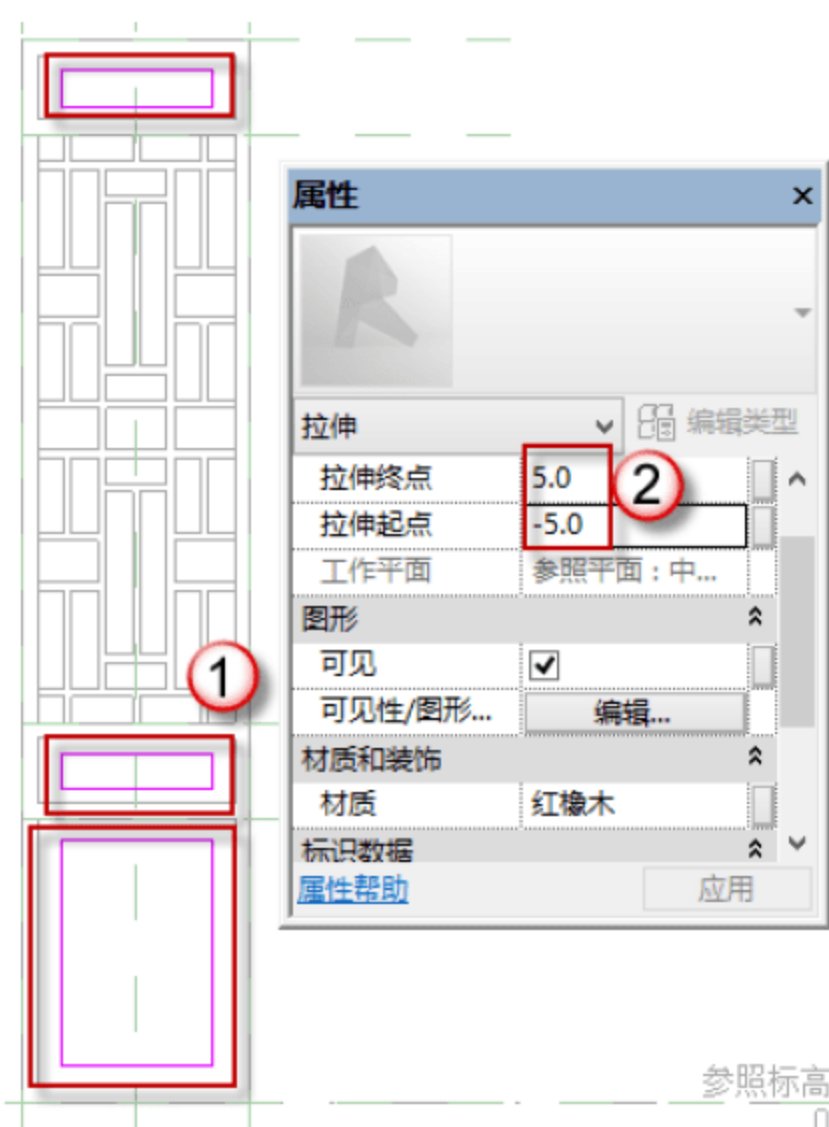 属性
×
拉伸
编辑类型
拉伸终点 5.0
2
拉伸起点 -5.0
工作平面 参照平面：中...
图形
可见
1
可见性/图形... 编辑...
材质和装饰
材质 红橡木
标识数据
属性帮助 应用
参照标高
0